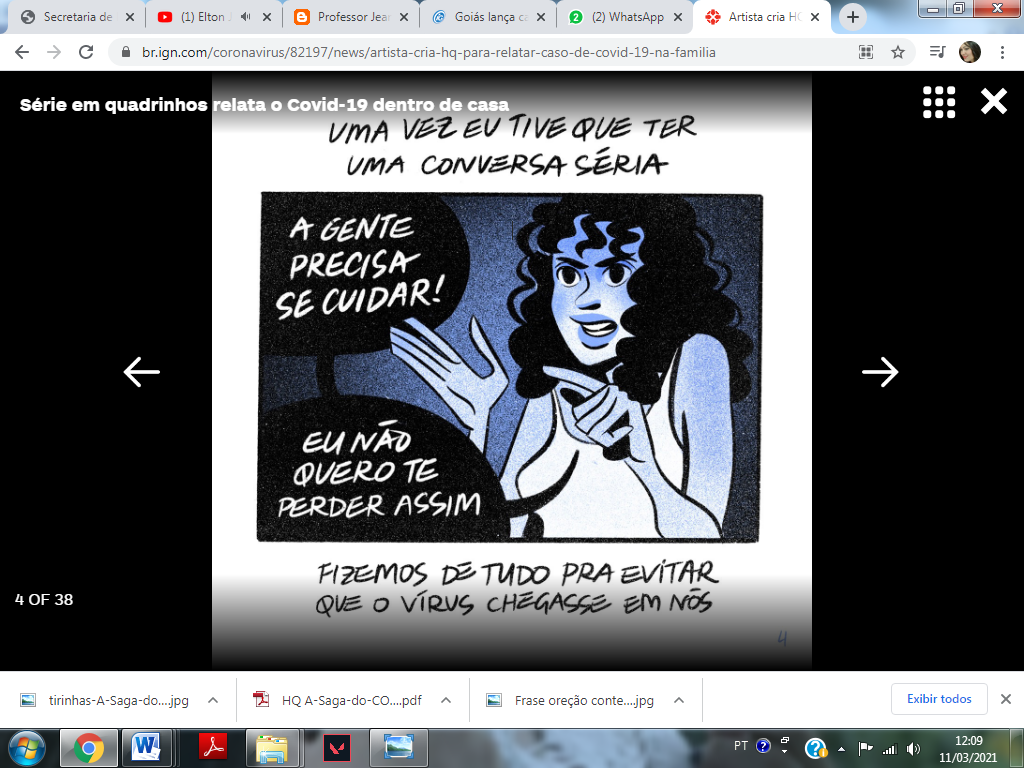 Secretaria de
(1) Elton J
Professor Jear
Goiás lança ca
(2) WhatsApp
Artista cria HQ
br.ign.com/coronavirus/82197/news/artista-cria-hq-para-relatar-caso-de-covid-19-na-familia
Série em quadrinhos relata o Covid-19 dentro de casa
UMA VEZ EU TIVE QUE TER
UMA CONVERSA SÉRIA
A GENTE
PRECISA
SE CUIDAR!
EU NÃO
QUERO TE
PERDER ASSIM
FIZEMOS DE TUDO PRA EVITAR
QUE O VÍRUS CHEGASSE EM NÓS
4
4 OF 38
tirinhas-A-Saga-do....jpg
HQ A-Saga-do-CO....pdf
Frase oreção conte....jpg
Exibir todos
PT
12:09
11/03/2021